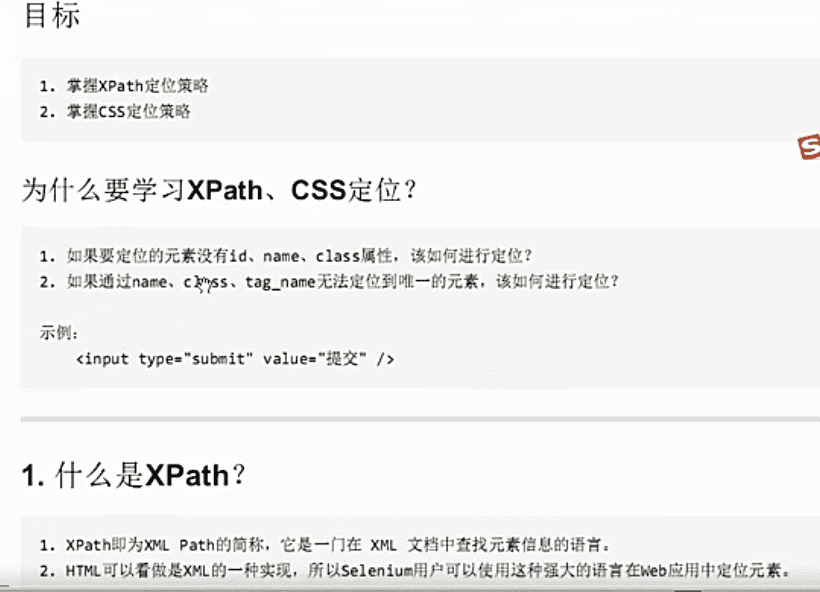 目标
1. 掌握XPath定位策略
2. 掌握CSS定位策略
为什么要学习XPath、CSS定位？
1. 如果要定位的元素没有id、name、class属性，该如何进行定位？
2. 如果通过name、class、tag_name无法定位到唯一的元素，该如何进行定位？
示例：
<input type="submit" value="提交" />
1. 什么是XPath？
1. XPath即为XML Path的简称，它是一门在 XML 文档中查找元素信息的语言。
2. HTML可以看做是XML的一种实现，所以Selenium用户可以使用这种强大的语言在Web应用中定位元素。